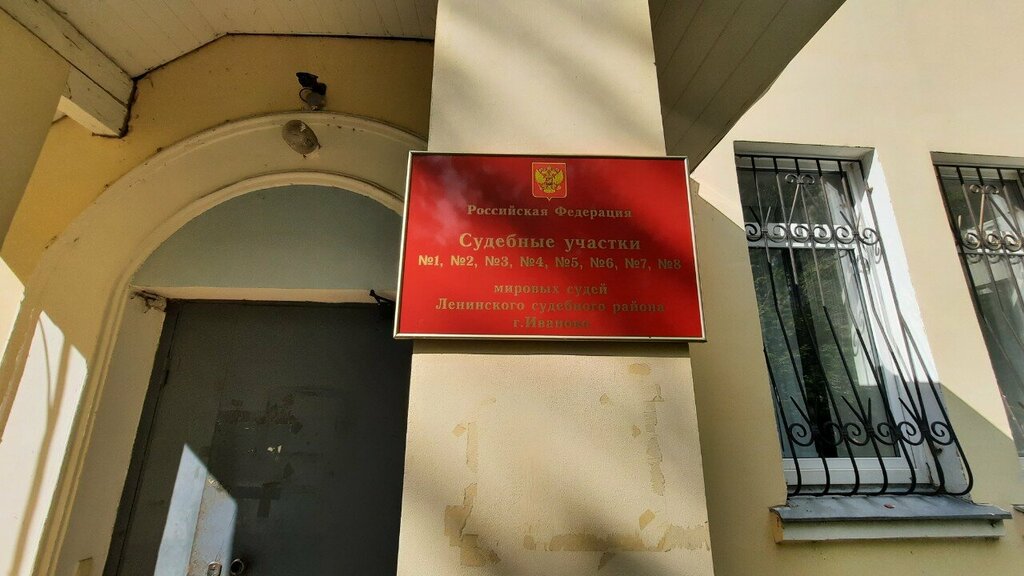 Российская Федерация
Судебные участки
№1, №2, №3, №4, №5, №6, №7, №8
мировых судей
Ленинского судебного района
г.Иваново